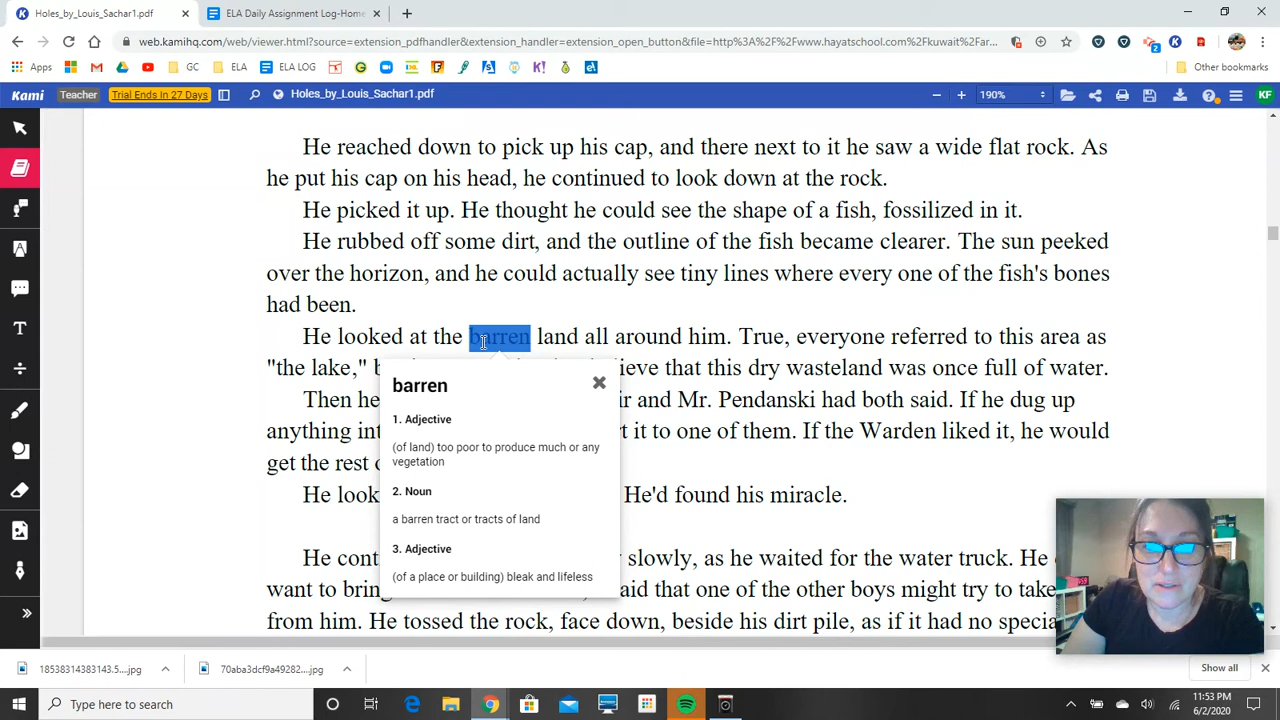 Holes_by_Louis_Sachar1.pdf
ELA Daily Assignment Log-Home
web.kamihq.com/web/viewer.html?source=extension_pdfhandler&extension_handler=extension_open_button&file=http%3A%2F%2Fwww.hayatschool.com%2Fkuwait%2Far...
Apps
GC
ELA
ELA LOG
Other bookmarks
Kami
Teacher
Trial Ends In 27 Days
Holes_by_Louis_Sachar1.pdf
190%
KF
He reached down to pick up his cap, and there next to it he saw a wide flat rock. As
he put his cap on his head, he continued to look down at the rock.
He picked it up. He thought he could see the shape of a fish, fossilized in it.
He rubbed off some dirt, and the outline of the fish became clearer. The sun peeked
over the horizon, and he could actually see tiny lines where every one of the fish's bones
had been.
He looked at the barren land all around him. True, everyone referred to this area as
"the lake," b ieve that this dry wasteland was once full of water.
Then he ir and Mr. Pendanski had both said. If he dug up
anything int t it to one of them. If the Warden liked it, he would
get the rest o
He look He'd found his miracle.
He cont slowly, as he waited for the water truck. He
want to bring aid that one of the other boys might try to take
from him. He tossed the rock, face down, beside his dirt pile, as if it had no specia
barren
1. Adjective
(of land) too poor to produce much or any
vegetation
2. Noun
a barren tract or tracts of land
3. Adjective
(of a place or building) bleak and lifeless
18538314383143.5....jpg
70aba3dcf9a49282....jpg
Show all
Type here to search
11:53 PM
6/2/2020